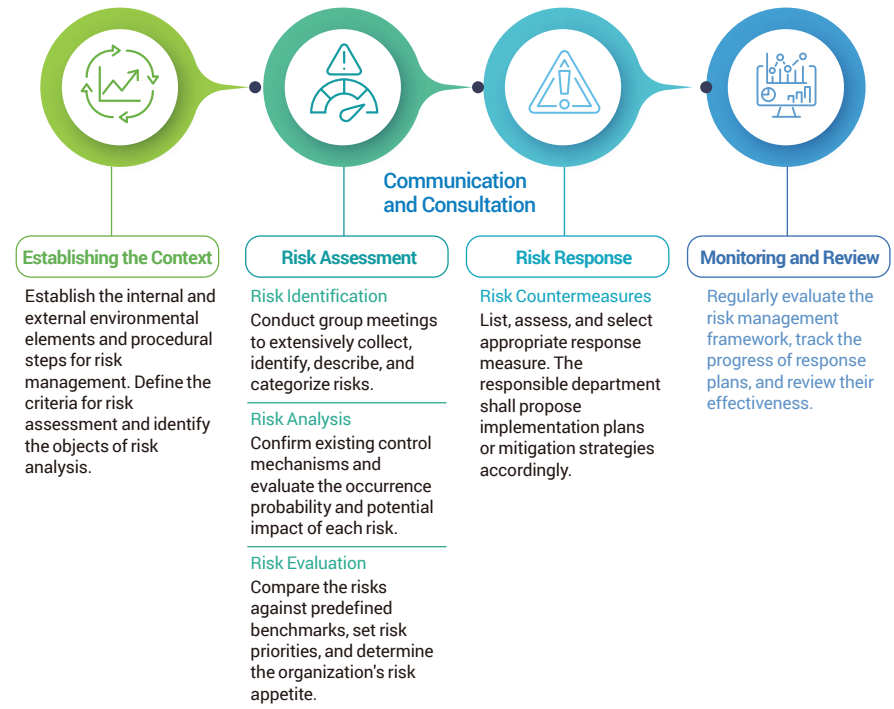 Communication
and Consultation
Establishing the Context
Establish the internal and
external environmental
elements and procedural
steps for risk
management. Define the
criteria for risk
assessment and identify
the objects of risk
analysis.
Risk Assessment
Risk Identification
Conduct group meetings
to extensively collect,
identify, describe, and
categorize risks.
Risk Analysis
Confirm existing control
mechanisms and
evaluate the occurrence
probability and potential
impact of each risk.
Risk Evaluation
Compare the risks
against predefined
benchmarks, set risk
priorities, and determine
the organization's risk
appetite.
Risk Response
Risk Countermeasures
List, assess, and select
appropriate response
measure. The
responsible department
shall propose
implementation plans
or mitigation strategies
accordingly.
Monitoring and Review
Regularly evaluate the
risk management
framework, track the
progress of response
plans, and review their
effectiveness.